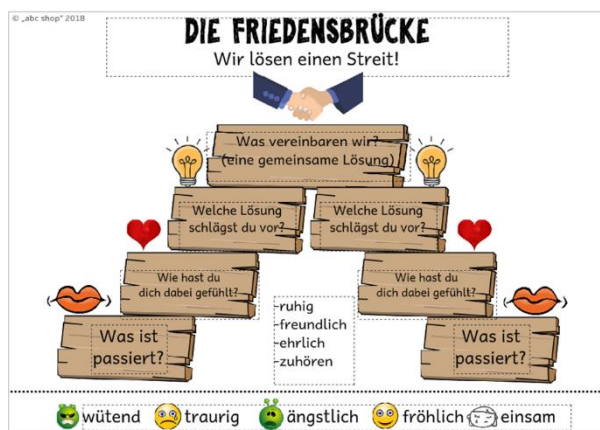 © „abc shop" 2018
DIE FRIEDENSBRÜCKE
Wir lösen einen Streit!
Was vereinbaren wir?
(eine gemeinsame Lösung)
Welche Lösung
schlägst du vor?
Welche Lösung
schlägst du vor?
Wie hast du
dich dabei gefühlt?
Wie hast du
dich dabei gefühlt?
Was ist
passiert?
-ruhig
-freundlich
-ehrlich
-zuhören
Was ist
passiert?
wütend traurig ängstlich fröhlich einsam